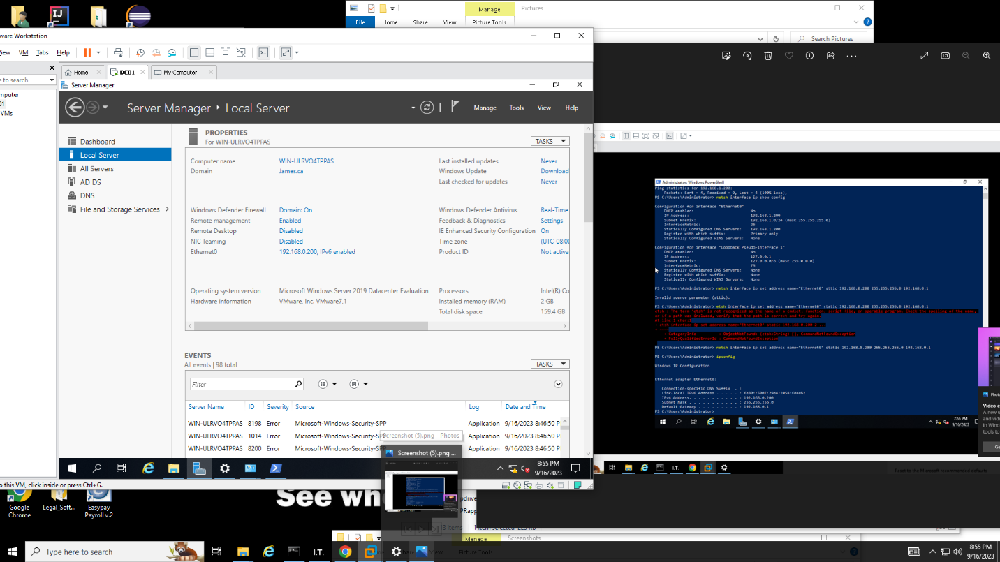 Manage
Pictures
File
Home
Share
View
Picture Tools
Search Pictures
ware Workstation
View
VM
Tabs
Help
Home
DC01
My Computer
e to search
mputer
01
VMs
Server Manager
Server Manager
Local Server
Manage
Tools
View
Help
Dashboard
Local Server
All Servers
AD DS
DNS
File and Storage Services
PROPERTIES
For WIN-ULRVO4TPPAS
TASKS
Computer name WIN-ULRVO4TPPAS Last installed updates Never
Domain James.ca Windows Update Download
Last checked for updates Never
Windows Defender Firewall Domain: On Windows Defender Antivirus Real-Time
Remote management Enabled Feedback & Diagnostics Settings
Remote Desktop Disabled IE Enhanced Security Configuration On
NIC Teaming Disabled Time zone (UTC-08:00
Ethernet0 192.168.0.200, IPv6 enabled Product ID Not activa
Operating system version Microsoft Windows Server 2019 Datacenter Evaluation Processors Intel(R) Co
Hardware information VMware, Inc. VMware7,1 Installed memory (RAM) 2 GB
Total disk space 159.4 GB
EVENTS
All events | 98 total
TASKS
Filter
Server Name ID Severity Source Log Date and Time
WIN-ULRVO4TPPAS 8198 Error Microsoft-Windows-Security-SPP Application 9/16/2023 8:46:50 P
WIN-ULRVO4TPPAS 1014 Error Microsoft-Windows-Security-SPP Application 9/16/2023 8:46:50 P
WIN-ULRVO4TPPAS 8200 Error Microsoft-Windows-Security-SPP Application 9/16/2023 8:46:50 P
Screenshot (5).png - Photos
Screenshot (5).png ...
8:55 PM
9/16/2023
o this VM, click inside or press Ctrl+G.
Administrator: Windows PowerShell
Ping statistics for 192.168.1.200:
Packets: Sent = 4, Received = 0, Lost = 4 (100% loss),
PS C:\Users\Administrator> netsh interface ip show config
Configuration for interface "Ethernet0"
DHCP enabled: No
IP Address: 192.168.1.200
Subnet Prefix: 192.168.1.0/24 (mask 255.255.255.0)
InterfaceMetric: 25
Statically Configured DNS Servers: 192.168.1.200
Register with which suffix: Primary only
Statically Configured WINS Servers: None
Configuration for interface "Loopback Pseudo-Interface 1"
DHCP enabled: No
IP Address: 127.0.0.1
Subnet Prefix: 127.0.0.0/8 (mask 255.0.0.0)
InterfaceMetric: 75
Statically Configured DNS Servers: None
Register with which suffix: None
Statically Configured WINS Servers: None
PS C:\Users\Administrator> netsh interface ip set address name="Ethernet0" sttic 192.168.0.200 255.255.255.0 192.168.0.1
Invalid source parameter (sttic).
PS C:\Users\Administrator> etsh interface ip set address name="Ethernet0" static 192.168.0.200 255.255.255.0 192.168.0.1
etsh : The term 'etsh' is not recognized as the name of a cmdlet, function, script file, or operable program. Check the spelling of the name,
or if a path was included, verify that the path is correct and try again.
At line:1 char:1
+ etsh interface ip set address name="Ethernet0" static 192.168.0.200 2 ...
+ CategoryInfo : ObjectNotFound: (etsh:String) [], CommandNotFoundException
+ FullyQualifiedErrorId : CommandNotFoundException
PS C:\Users\Administrator> netsh interface ip set address name="Ethernet0" static 192.168.0.200 255.255.255.0 192.168.0.1
PS C:\Users\Administrator> ipconfig
Windows IP Configuration
Ethernet adapter Ethernet0:
Connection-specific DNS Suffix . :
Link-local IPv6 Address . . . . . : fe80::5007:29e4:2058:fdaa%2
IPv4 Address. . . . . . . . . . . : 192.168.0.200
Subnet Mask . . . . . . . . . . . : 255.255.255.0
Default Gateway . . . . . . . . . : 192.168.0.1
PS C:\Users\Administrator>
7:55 PM
9/16/2023
Photo
Video e
A new u
and vid
in Wind
tools to
Ge
I.T.
Reset to the Microsoft recommended defaults
Google
Chrome
Legal_Soft...
Easypay
Payroll v.2
See wh
pdrive
PRapp
13 items
Manage
Screenshots
View
Picture Tools
Type here to search
I.T.
8:55 PM
9/16/2023